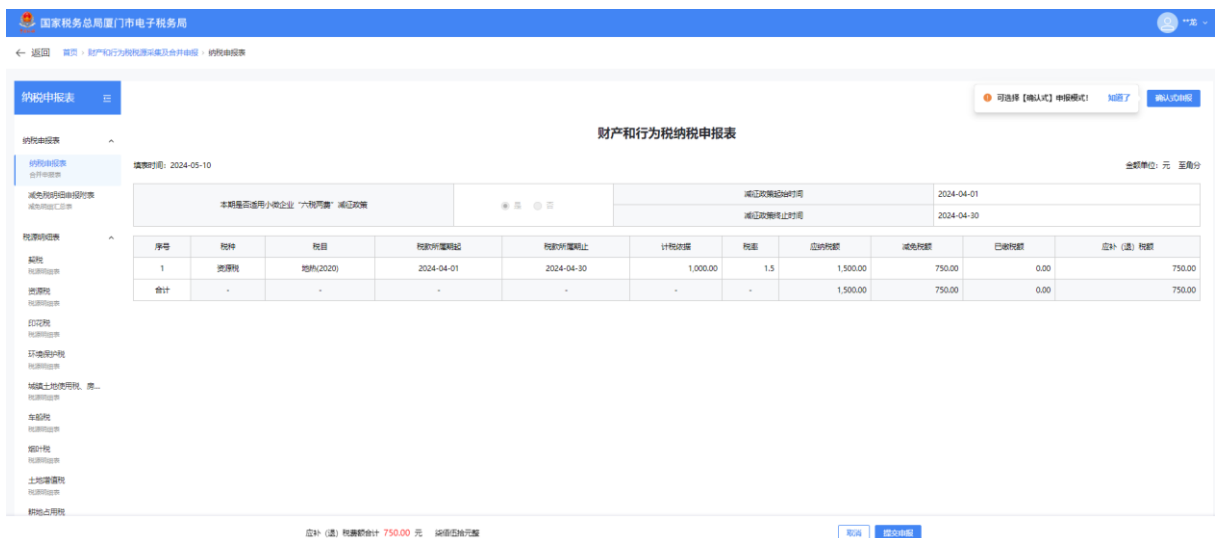 国家税务总局厦门市电子税务局
**龙
← 返回 首页 > 财产和行为税税源采集及合并申报 > 纳税申报表
纳税申报表
可选择【确认式】申报模式! 知道了 确认式申报
财产和行为税纳税申报表
纳税申报表
纳税申报表
合并申报表
填表时间：2024-05-10 金额单位：元 至角分
减免税明细申报附表
减免明细汇总表
本期是否适用小微企业“六税两费”减征政策 是 否 减征政策起始时间 2024-04-01
减征政策终止时间 2024-04-30
税源明细表
序号 税种 税目 税款所属期起 税款所属期止 计税依据 税率 应纳税额 减免税额 已缴税额 应补（退）税额
1 资源税 地热(2020) 2024-04-01 2024-04-30 1,000.00 1.5 1,500.00 750.00 0.00 750.00
合计 - - - - - - 1,500.00 750.00 0.00 750.00
契税
税源明细表
资源税
税源明细表
印花税
税源明细表
环境保护税
税源明细表
城镇土地使用税、房...
税源明细表
车船税
税源明细表
烟叶税
税源明细表
土地增值税
税源明细表
耕地占用税
应补（退）税费额合计 750.00 元 柒佰伍拾元整 取消 提交申报